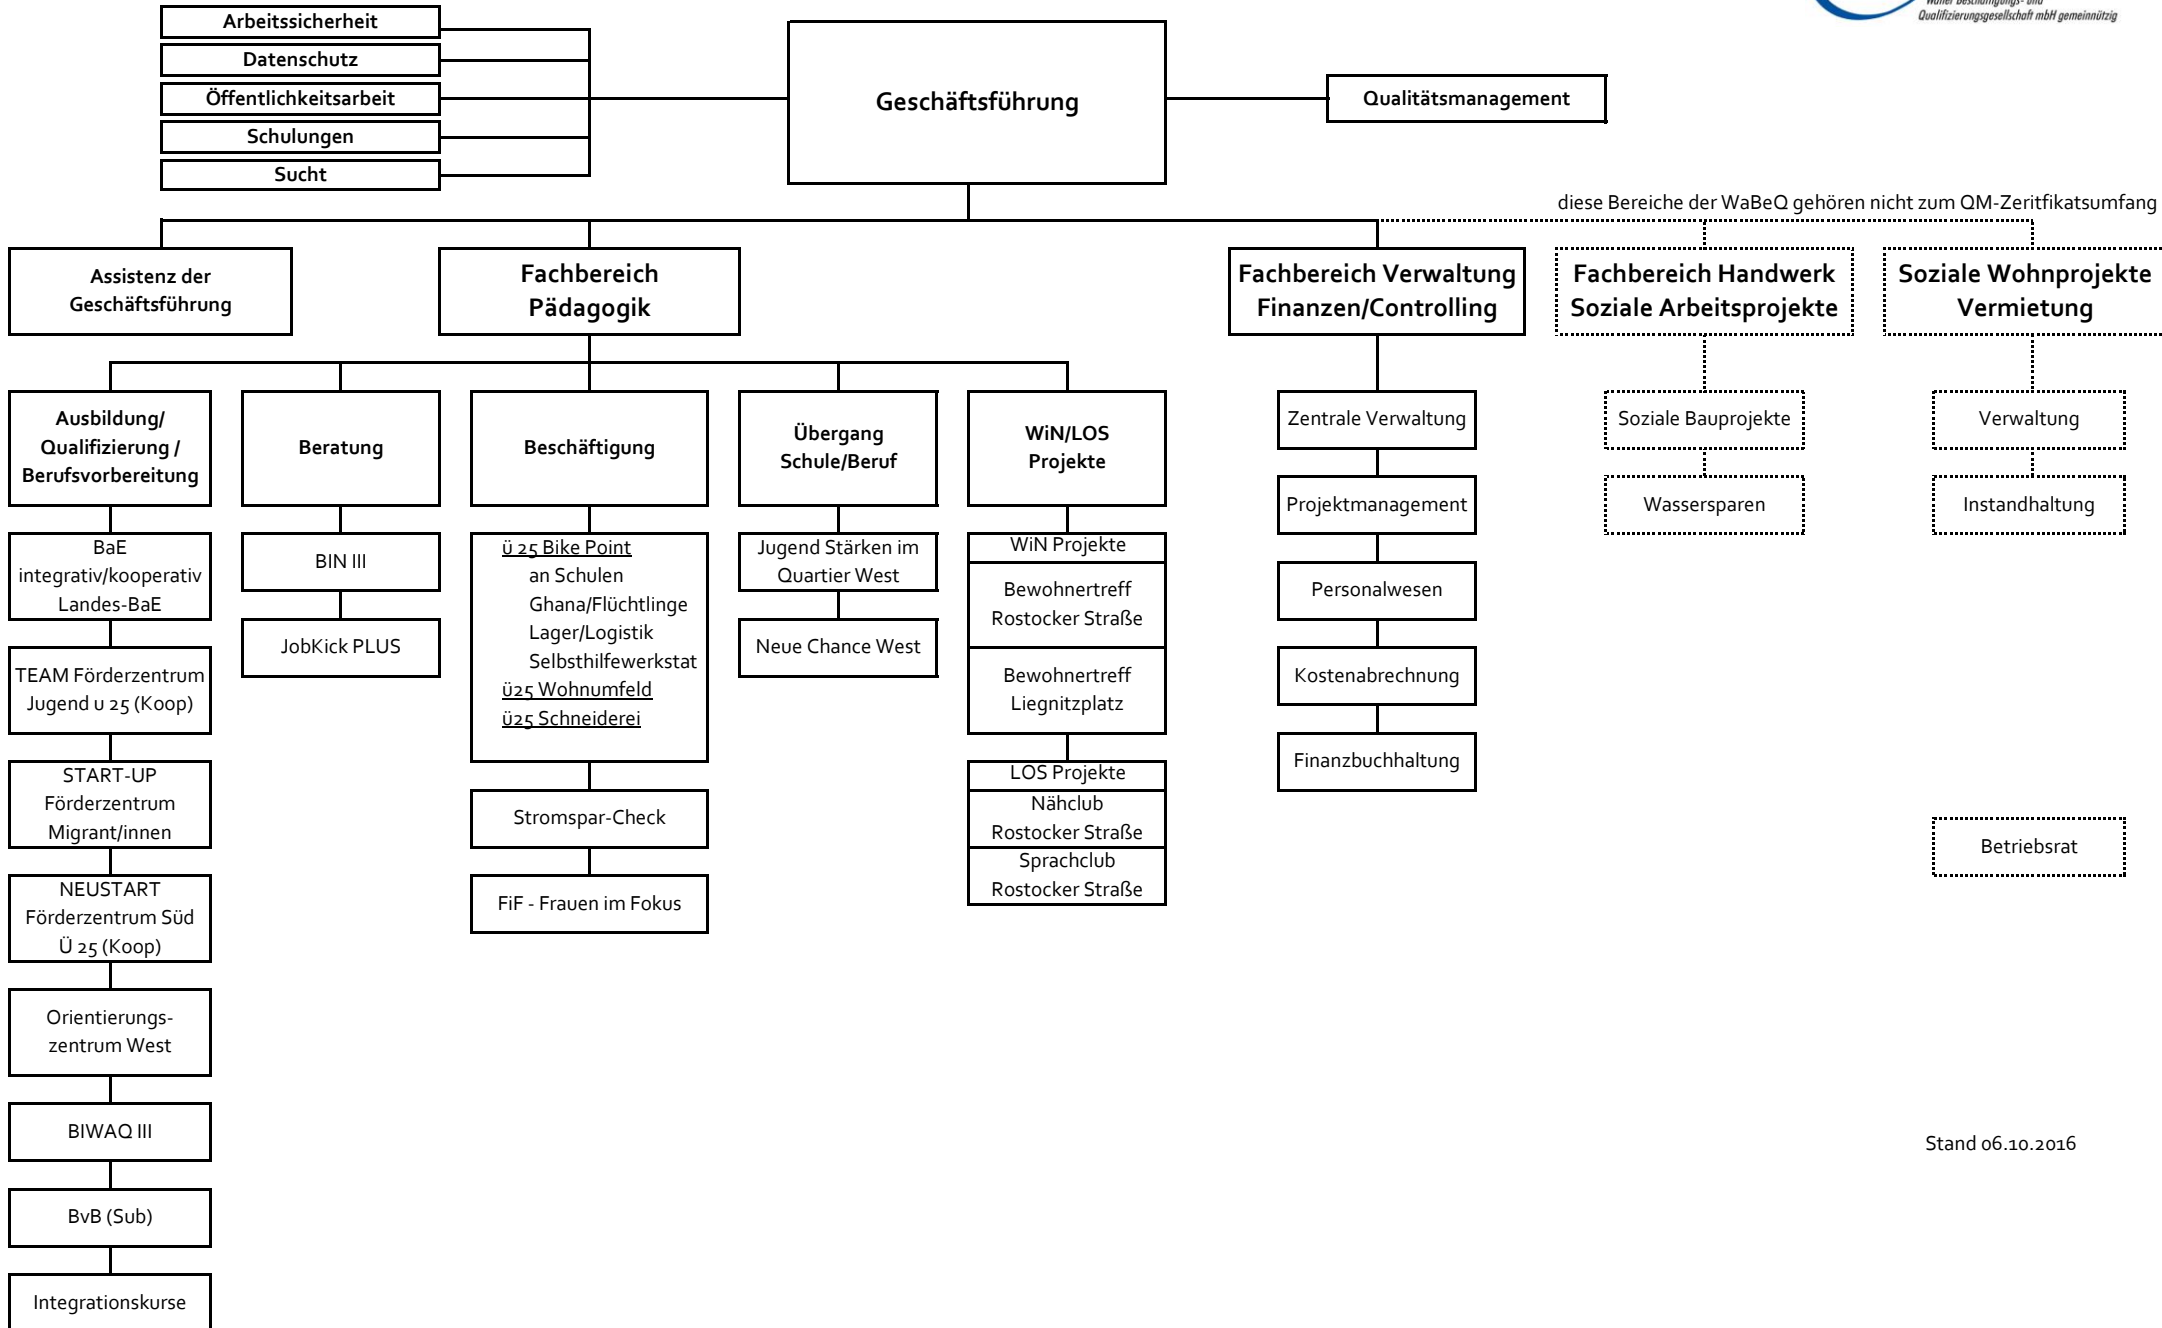 Waller Beschäftigungs- und
Qualifizierungsgesellschaft mbH gemeinnützig
Arbeitssicherheit
Datenschutz
Öffentlichkeitsarbeit
Schulungen
Sucht
Geschäftsführung
Qualitätsmanagement
diese Bereiche der WaBeQ gehören nicht zum QM-Zeritfikatsumfang
Assistenz der
Geschäftsführung
Fachbereich
Pädagogik
Fachbereich Verwaltung
Finanzen/Controlling
Fachbereich Handwerk
Soziale Arbeitsprojekte
Soziale Wohnprojekte
Vermietung
Ausbildung/
Qualifizierung /
Berufsvorbereitung
BaE
integrativ/kooperativ
Landes-BaE
TEAM Förderzentrum
Jugend u 25 (Koop)
START-UP
Förderzentrum
Migrant/innen
NEUSTART
Förderzentrum Süd
Ü 25 (Koop)
Orientierungs-
zentrum West
BIWAQ III
BvB (Sub)
Integrationskurse
Beratung
BIN III
JobKick PLUS
Beschäftigung
ü 25 Bike Point
an Schulen
Ghana/Flüchtlinge
Lager/Logistik
Selbsthilfewerkstat
ü25 Wohnumfeld
ü25 Schneiderei
Stromspar-Check
FiF - Frauen im Fokus
Übergang
Schule/Beruf
Jugend Stärken im
Quartier West
Neue Chance West
WiN/LOS
Projekte
WiN Projekte
Bewohnertreff
Rostocker Straße
Bewohnertreff
Liegnitzplatz
LOS Projekte
Nähclub
Rostocker Straße
Sprachclub
Rostocker Straße
Zentrale Verwaltung
Projektmanagement
Personalwesen
Kostenabrechnung
Finanzbuchhaltung
Soziale Bauprojekte
Wassersparen
Verwaltung
Instandhaltung
Betriebsrat
Stand 06.10.2016